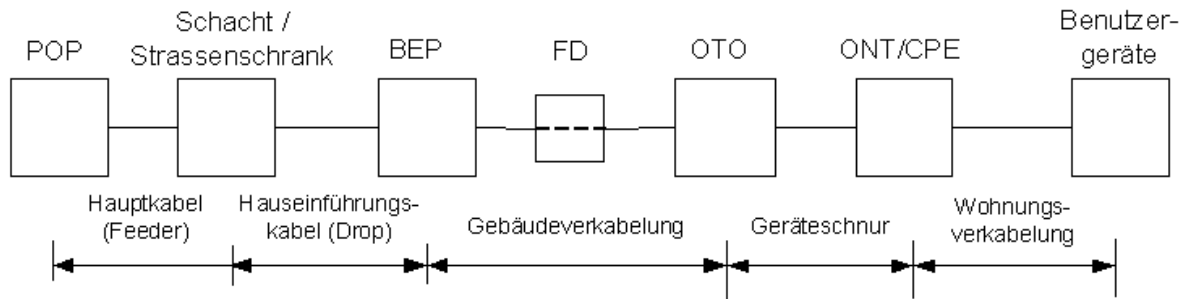 POP
Schacht /
Strassenschrank
BEP
FD
OTO
ONT/CPE
Benutzer-
geräte
Hauptkabel
(Feeder)
Hauseinführungs-
kabel (Drop)
Gebäudeverkabelung
Geräteschnur
Wohnungs-
verkabelung